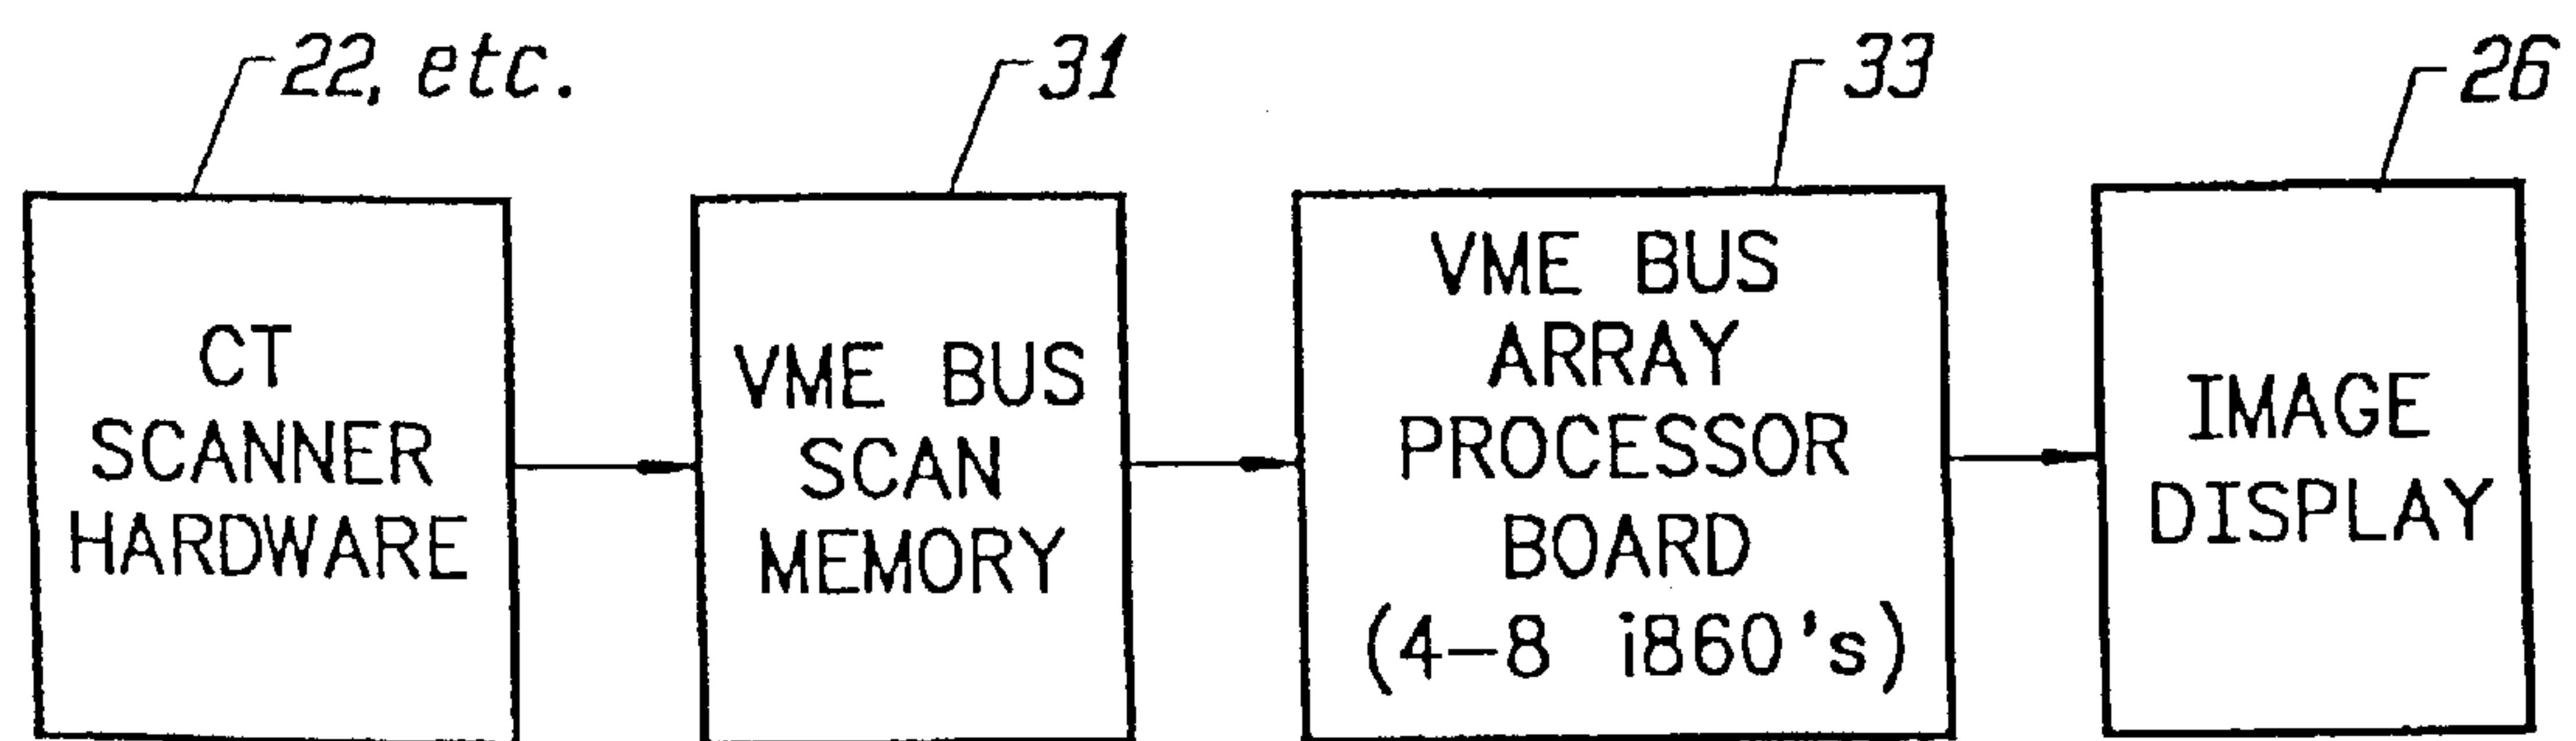 22, etc.
31
33
26
CT
SCANNER
HARDWARE
VME BUS
SCAN
MEMORY
VME BUS
ARRAY
PROCESSOR
BOARD
(4-8 i860's)
IMAGE
DISPLAY